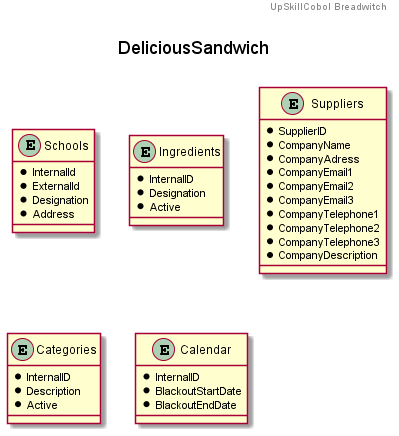 UpSkillCobol Breadwitch
DeliciousSandwich
E Schools
InternalId
ExternalId
Designation
Address
E Ingredients
InternalID
Designation
Active
E Suppliers
SupplierID
CompanyName
CompanyAdress
CompanyEmail1
CompanyEmail2
CompanyEmail3
CompanyTelephone1
CompanyTelephone2
CompanyTelephone3
CompanyDescription
E Categories
InternalID
Description
Active
E Calendar
InternalID
BlackoutStartDate
BlackoutEndDate